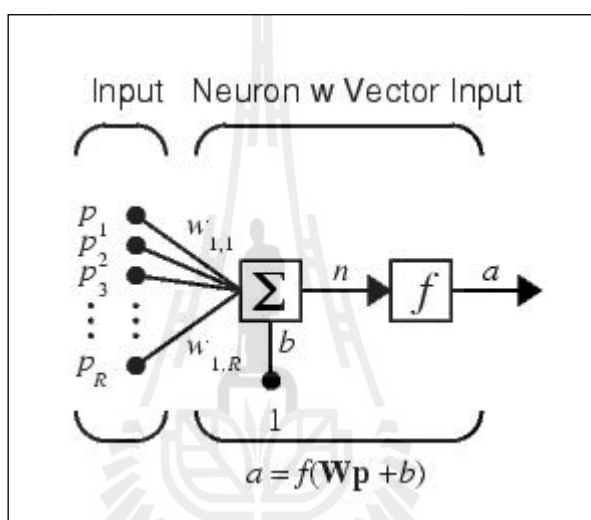 Input Neuron w Vector Input
p1
p2
p3
pR
w1,1
w1,R
Σ
n
f
a
b
1
a = f(Wp +b)